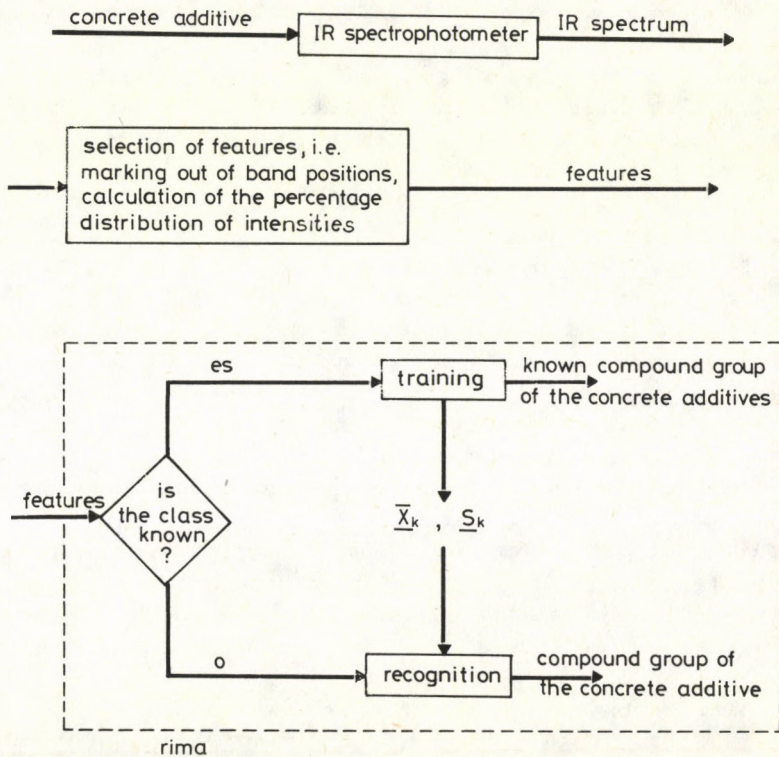 concrete additive
IR spectrophotometer
IR spectrum
selection of features, i.e.
marking out of band positions,
calculation of the percentage
distribution of intensities
features
es
training
known compound group
of the concrete additives
features
is
the class
known
?
X̅k , Sk
o
recognition
compound group of
the concrete additive
rima